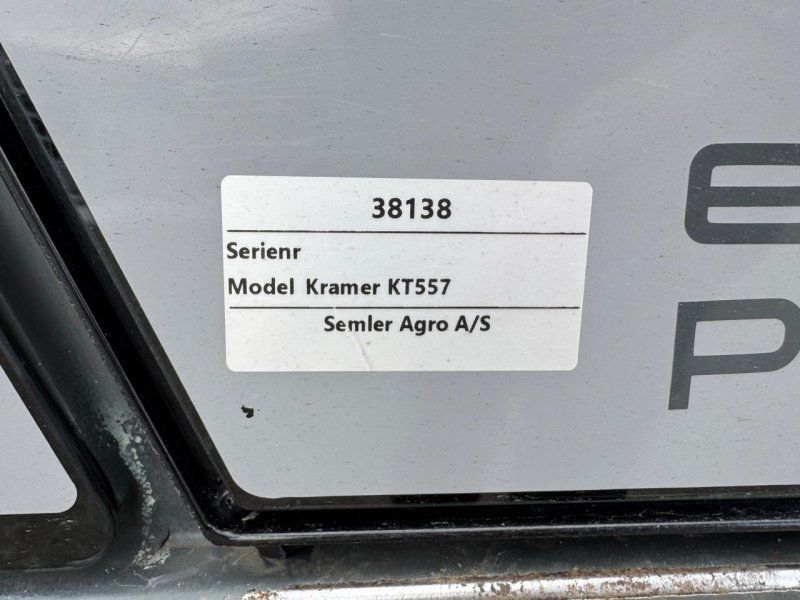 38138
Serienr
Model Kramer KT557
Semler Agro A/S